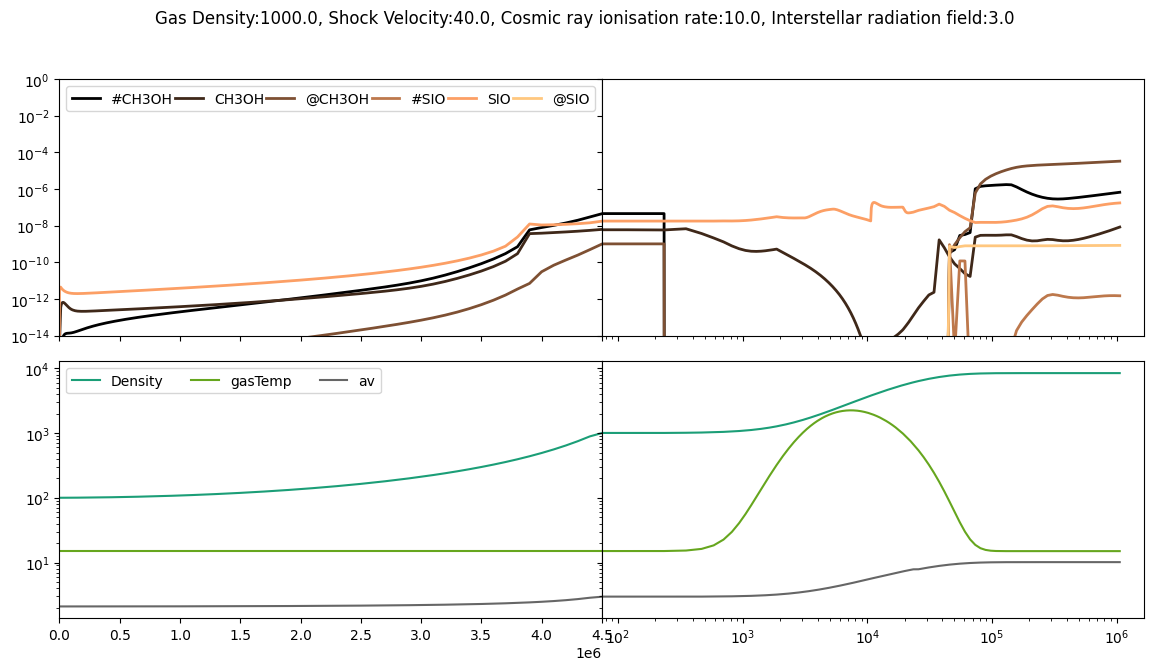 Gas Density:1000.0, Shock Velocity:40.0, Cosmic ray ionisation rate:10.0, Interstellar radiation field:3.0
10^0
#CH3OH CH3OH @CH3OH #SIO SIO @SIO
10^-2
10^-4
10^-6
10^-8
10^-10
10^-12
10^-14
10^4
Density gasTemp av
10^3
10^2
10^1
0.0 0.5 1.0 1.5 2.0 2.5 3.0 3.5 4.0 4.5 10^2 10^3 10^4 10^5 10^6
1e6